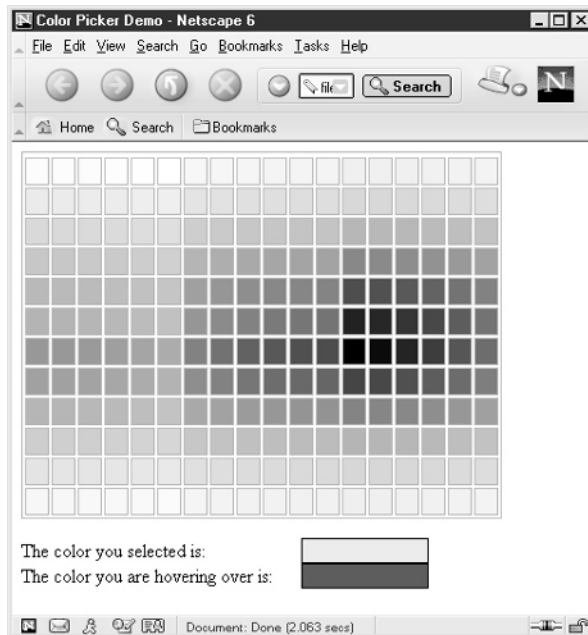 N Color Picker Demo - Netscape 6
File Edit View Search Go Bookmarks Tasks Help
file Search N
Home Search Bookmarks
The color you selected is:
The color you are hovering over is:
N Document: Done (2.063 secs)